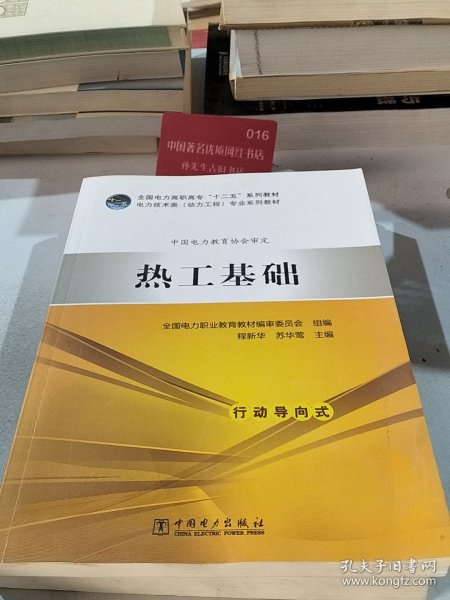 016
中国著名优质网红书店
孙先生古旧书店
十二五
全国电力高职高专“十二五”系列教材
电力技术类（动力工程）专业系列教材
中国电力教育协会审定
热工基础
全国电力职业教育教材编审委员会 组编
程新华 苏华莺 主编
行动导向式
中国电力出版社
CHINA ELECTRIC POWER PRESS
孔夫子旧书网
www.kongfz.com